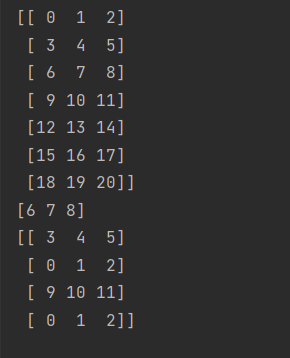 [[ 0  1  2]
 [ 3  4  5]
 [ 6  7  8]
 [ 9 10 11]
 [12 13 14]
 [15 16 17]
 [18 19 20]]
[6 7 8]
[[ 3  4  5]
 [ 0  1  2]
 [ 9 10 11]
 [ 0  1  2]]